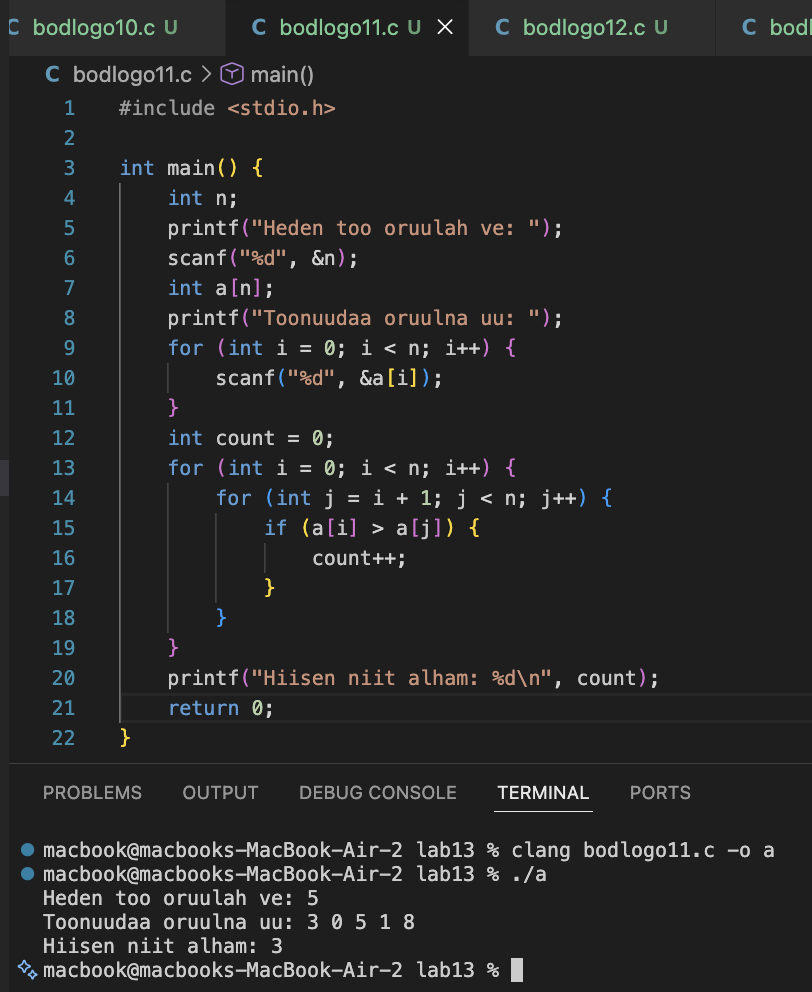 C bodlogo10.c U C bodlogo11.c U C bodlogo12.c U C bodl
C bodlogo11.c > main()
1 #include <stdio.h>
2
3 int main() {
4     int n;
5     printf("Heden too oruulah ve: ");
6     scanf("%d", &n);
7     int a[n];
8     printf("Toonuudaa oruulna uu: ");
9     for (int i = 0; i < n; i++) {
10         scanf("%d", &a[i]);
11     }
12     int count = 0;
13     for (int i = 0; i < n; i++) {
14         for (int j = i + 1; j < n; j++) {
15             if (a[i] > a[j]) {
16                 count++;
17             }
18         }
19     }
20     printf("Hiisen niit alham: %d\n", count);
21     return 0;
22 }
PROBLEMS OUTPUT DEBUG CONSOLE TERMINAL PORTS
macbook@macbooks-MacBook-Air-2 lab13 % clang bodlogo11.c -o a
macbook@macbooks-MacBook-Air-2 lab13 % ./a
Heden too oruulah ve: 5
Toonuudaa oruulna uu: 3 0 5 1 8
Hiisen niit alham: 3
macbook@macbooks-MacBook-Air-2 lab13 %